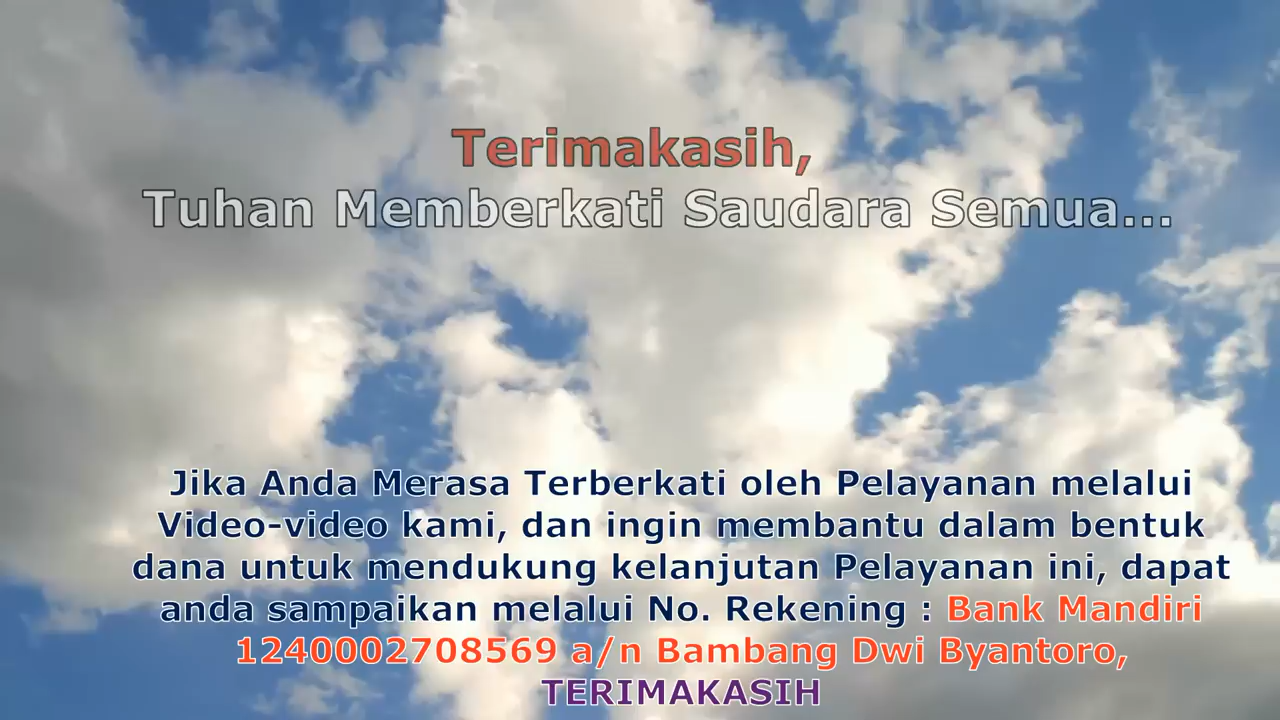 Terimakasih,
Tuhan Memberkati Saudara Semua...
Jika Anda Merasa Terberkati oleh Pelayanan melalui
Video-video kami, dan ingin membantu dalam bentuk
dana untuk mendukung kelanjutan Pelayanan ini, dapat
anda sampaikan melalui No. Rekening : Bank Mandiri
1240002708569 a/n Bambang Dwi Byantoro,
TERIMAKASIH